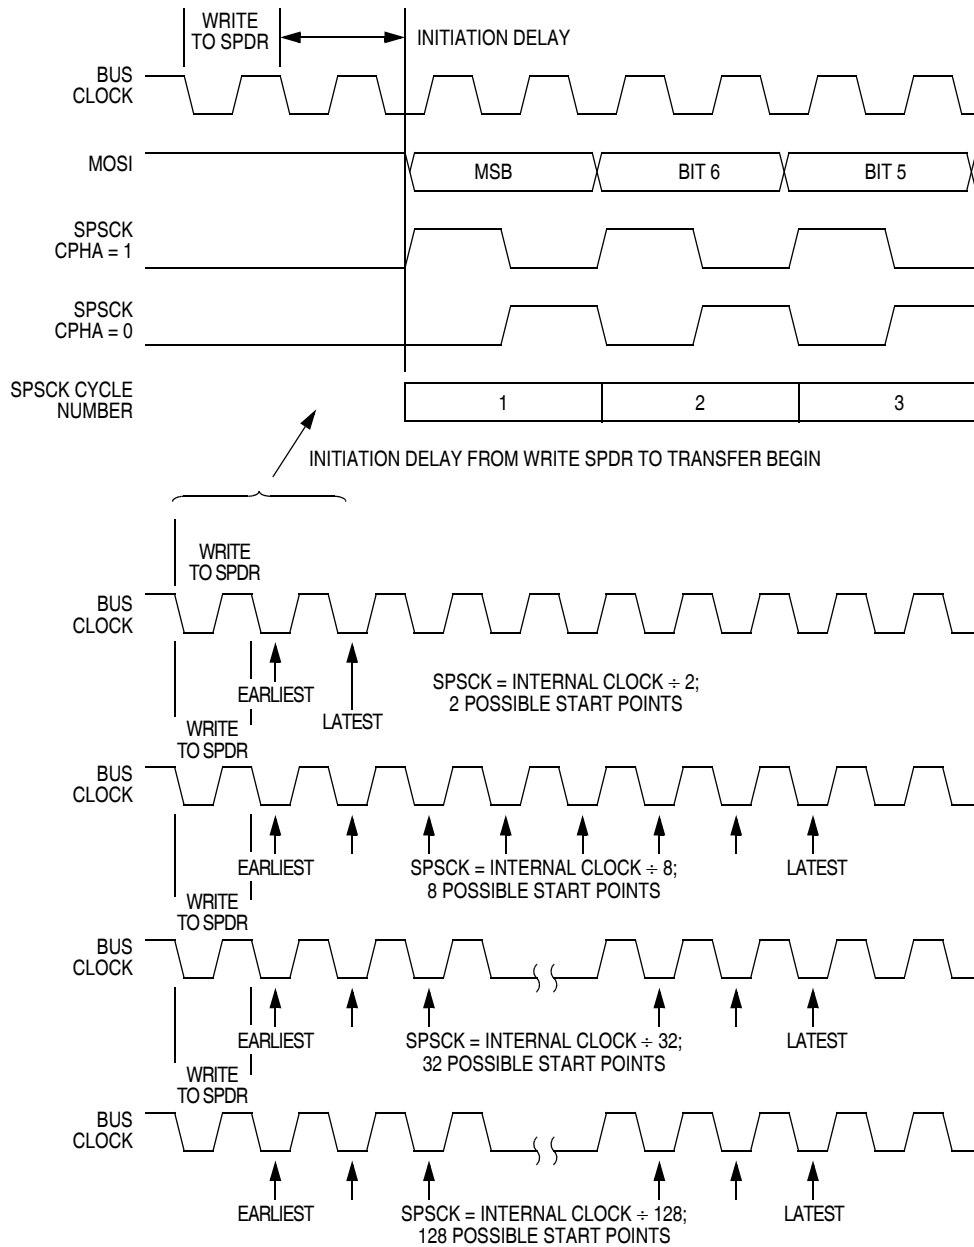 WRITE
TO SPDR
INITIATION DELAY
BUS
CLOCK
MOSI
MSB
BIT 6
BIT 5
SPSCK
CPHA = 1
SPSCK
CPHA = 0
SPSCK CYCLE
NUMBER
1
2
3
INITIATION DELAY FROM WRITE SPDR TO TRANSFER BEGIN
WRITE
TO SPDR
BUS
CLOCK
EARLIEST
LATEST
SPSCK = INTERNAL CLOCK ÷ 2;
2 POSSIBLE START POINTS
WRITE
TO SPDR
BUS
CLOCK
EARLIEST
SPSCK = INTERNAL CLOCK ÷ 8;
8 POSSIBLE START POINTS
LATEST
WRITE
TO SPDR
BUS
CLOCK
EARLIEST
SPSCK = INTERNAL CLOCK ÷ 32;
32 POSSIBLE START POINTS
LATEST
WRITE
TO SPDR
BUS
CLOCK
EARLIEST
SPSCK = INTERNAL CLOCK ÷ 128;
128 POSSIBLE START POINTS
LATEST